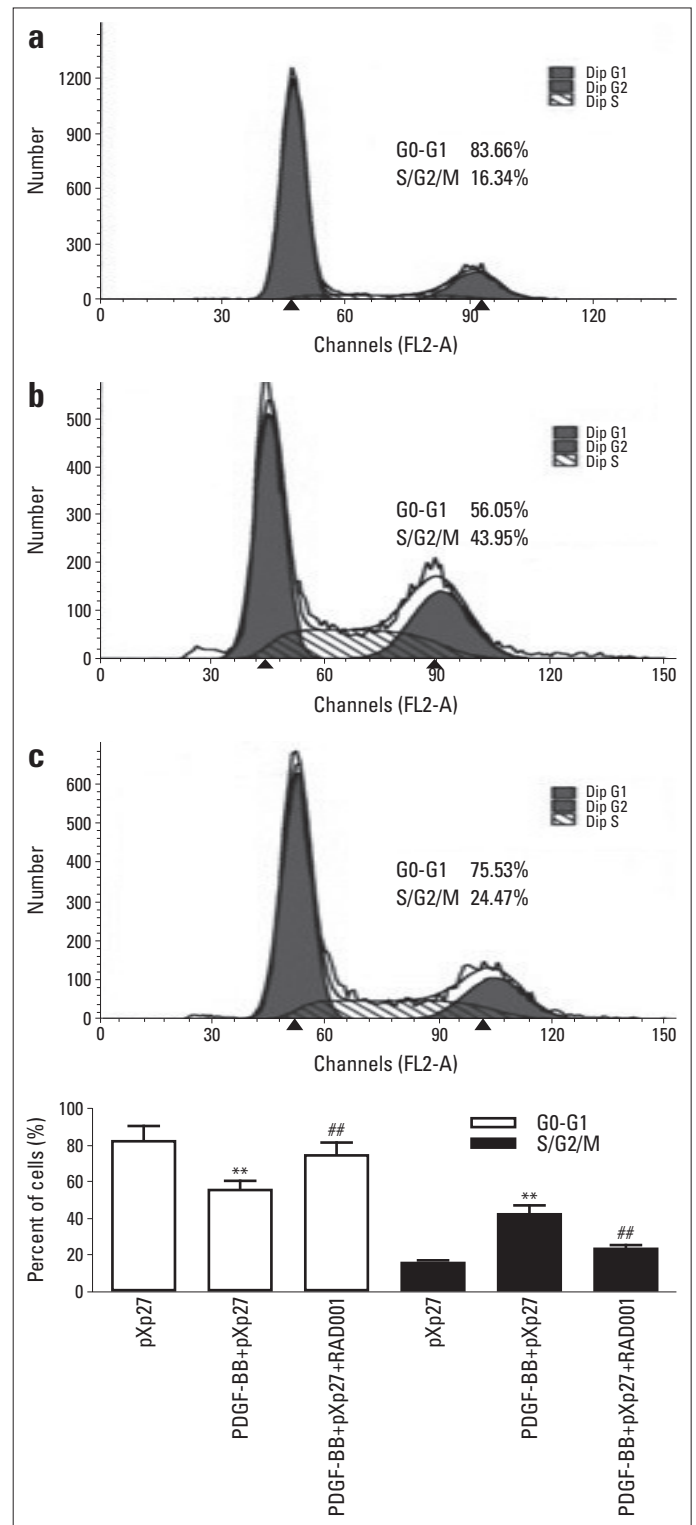 a
1200
900
600
300
0
Number
Dip G1
Dip G2
Dip S
G0-G1 83.66%
S/G2/M 16.34%
0 30 60 90 120
Channels (FL2-A)
b
500
400
300
200
100
0
Number
Dip G1
Dip G2
Dip S
G0-G1 56.05%
S/G2/M 43.95%
0 30 60 90 120 150
Channels (FL2-A)
c
600
500
400
300
200
100
0
Number
Dip G1
Dip G2
Dip S
G0-G1 75.53%
S/G2/M 24.47%
0 30 60 90 120 150
Channels (FL2-A)
100
80
60
40
20
0
Percent of cells (%)
** ## ** ##
G0-G1
S/G2/M
pXp27
PDGF-BB+pXp27
PDGF-BB+pXp27+RAD001
pXp27
PDGF-BB+pXp27
PDGF-BB+pXp27+RAD001